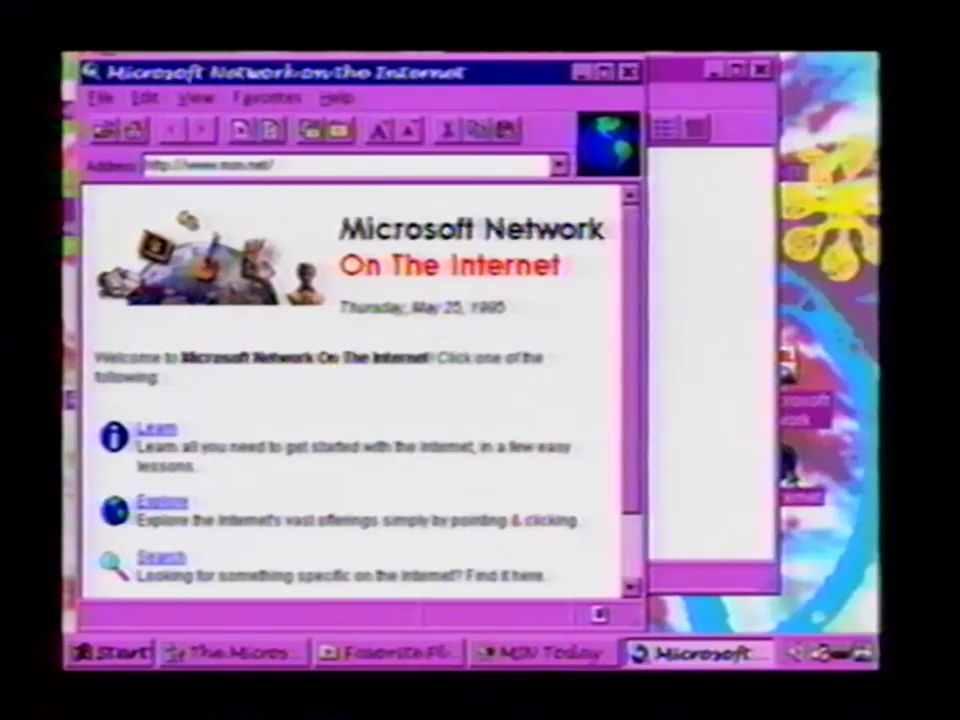 Microsoft Network on the Internet
File Edit View Favorites Help
Address: http://www.msn.net/
Microsoft Network
On The Internet
Thursday, May 25, 1995
Welcome to Microsoft Network On The Internet! Click one of the
following:
Learn
Learn all you need to get started with the Internet, in a few easy
lessons.
Explore
Explore the Internet's vast offerings simply by pointing & clicking.
Search
Looking for something specific on the Internet? Find it here.
Start
The Micros...
Favorite Pl...
MSN Today
Microsoft...